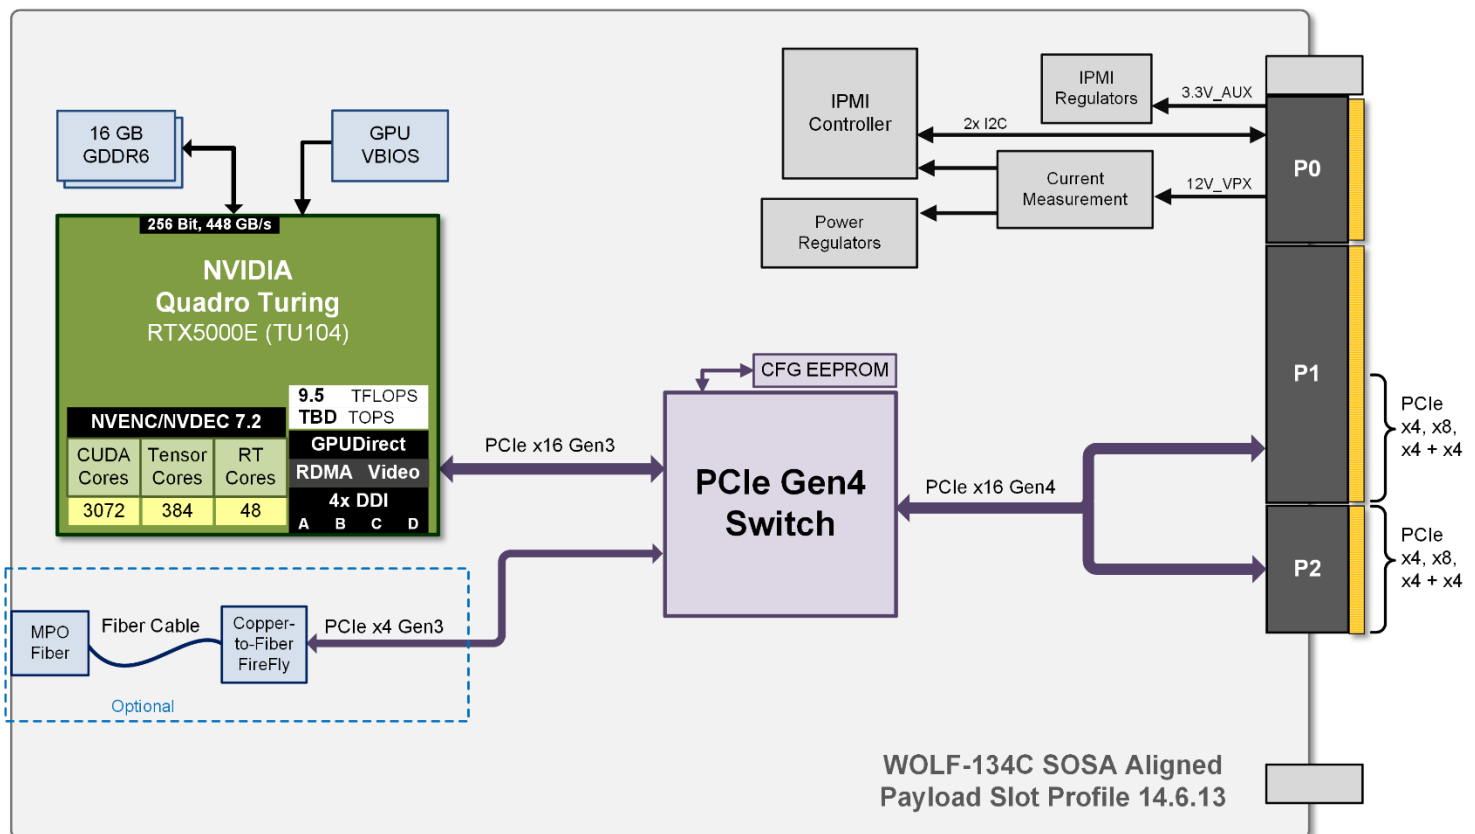 16 GB
GDDR6
GPU
VBIOS
256 Bit, 448 GB/s
NVIDIA
Quadro Turing
RTX5000E (TU104)
9.5 TFLOPS
TBD TOPS
NVENC/NVDEC 7.2
GPUDirect
CUDA
Cores
Tensor
Cores
RT
Cores
RDMA Video
3072
384
48
4x DDI
A B C D
MPO
Fiber
Fiber Cable
Copper-
to-Fiber
FireFly
PCIe x4 Gen3
Optional
PCIe x16 Gen3
CFG EEPROM
PCIe Gen4
Switch
PCIe x16 Gen4
IPMI
Controller
IPMI
Regulators
3.3V_AUX
2x I2C
Current
Measurement
12V_VPX
Power
Regulators
P0
P1
PCIe
x4, x8,
x4 + x4
P2
PCIe
x4, x8,
x4 + x4
WOLF-134C SOSA Aligned
Payload Slot Profile 14.6.13